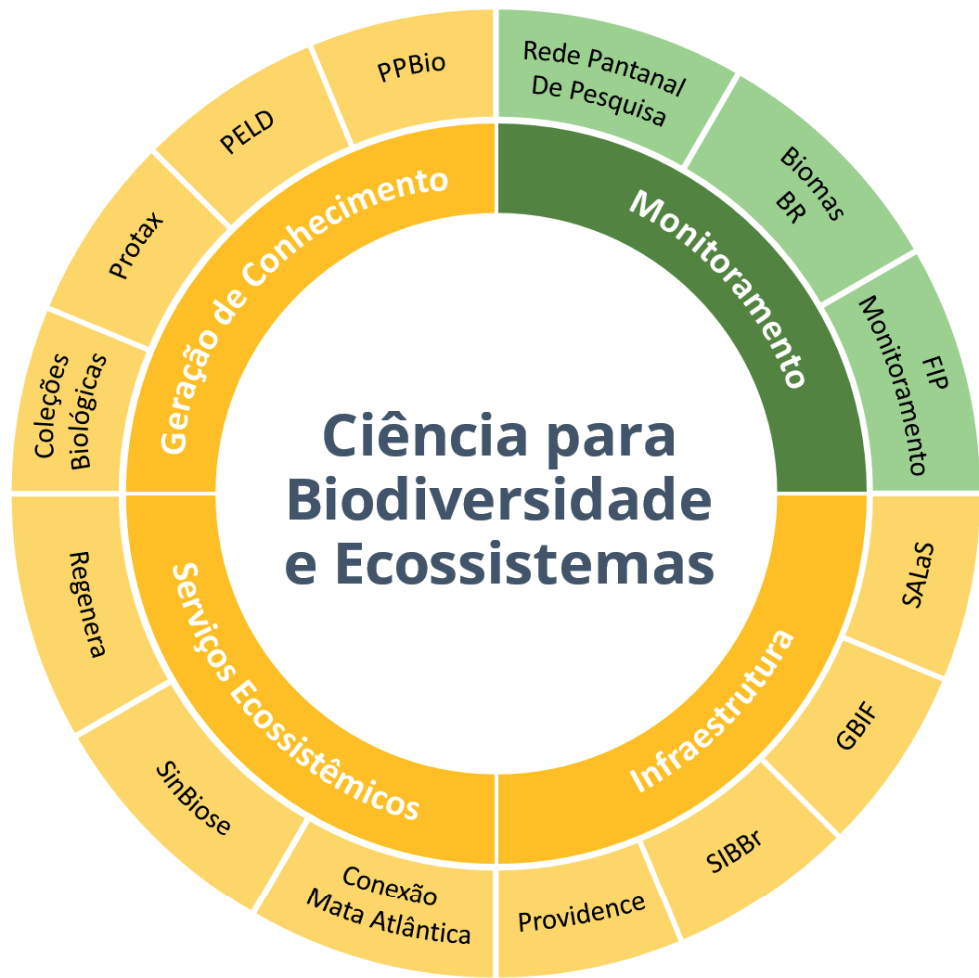 Ciência para
Biodiversidade
e Ecossistemas
Monitoramento
Rede Pantanal
De Pesquisa
Biomas
BR
FIP
Monitoramento
Infraestrutura
SALaS
GBIF
SIBBr
Providence
Serviços Ecossistêmicos
Conexão
Mata Atlântica
SinBiose
Regenera
Geração de Conhecimento
Coleções
Biológicas
Protax
PELD
PPBio